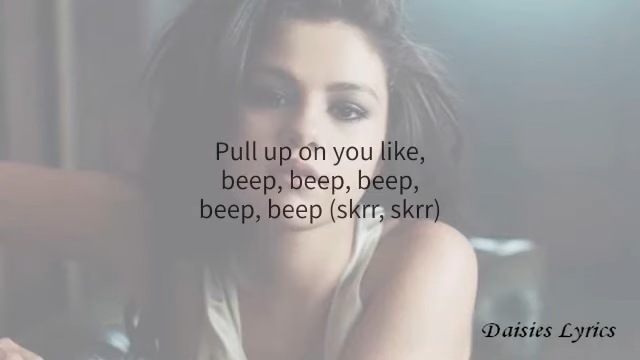 Pull up on you like,
beep, beep, beep,
beep, beep (skrr, skrr)
Daisies Lyrics